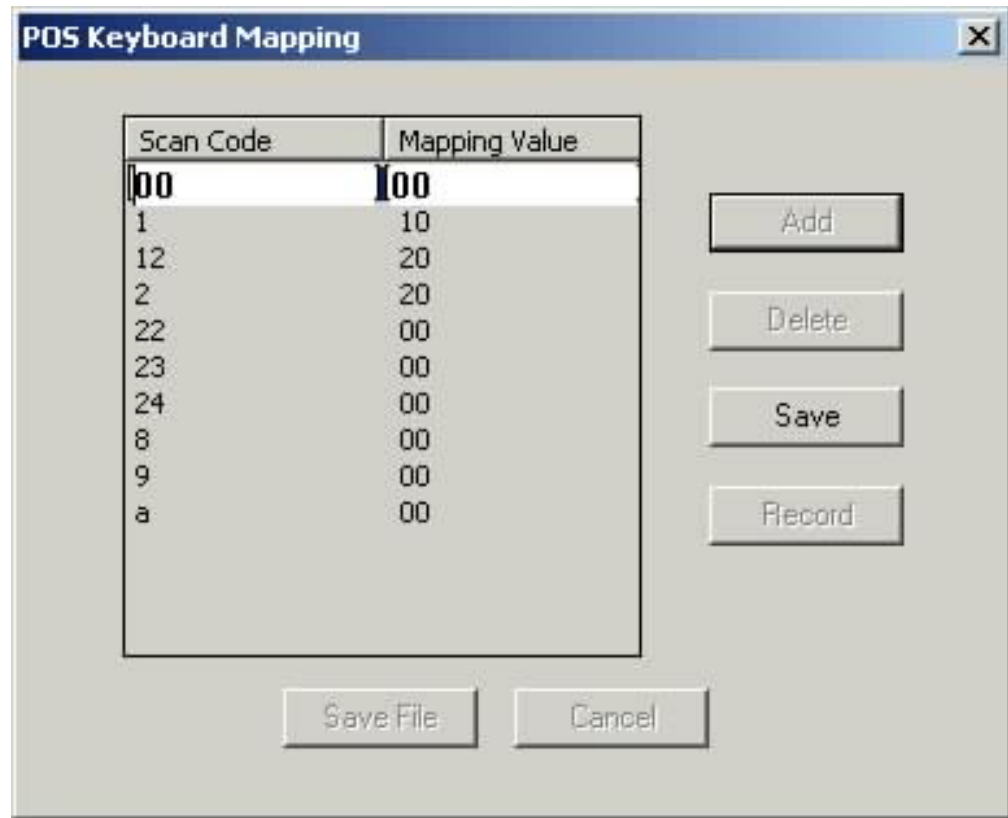 POS Keyboard Mapping
Scan Code Mapping Value
00 00
1 10
12 20
2 20
22 00
23 00
24 00
8 00
9 00
a 00
Add
Delete
Save
Record
Save File Cancel